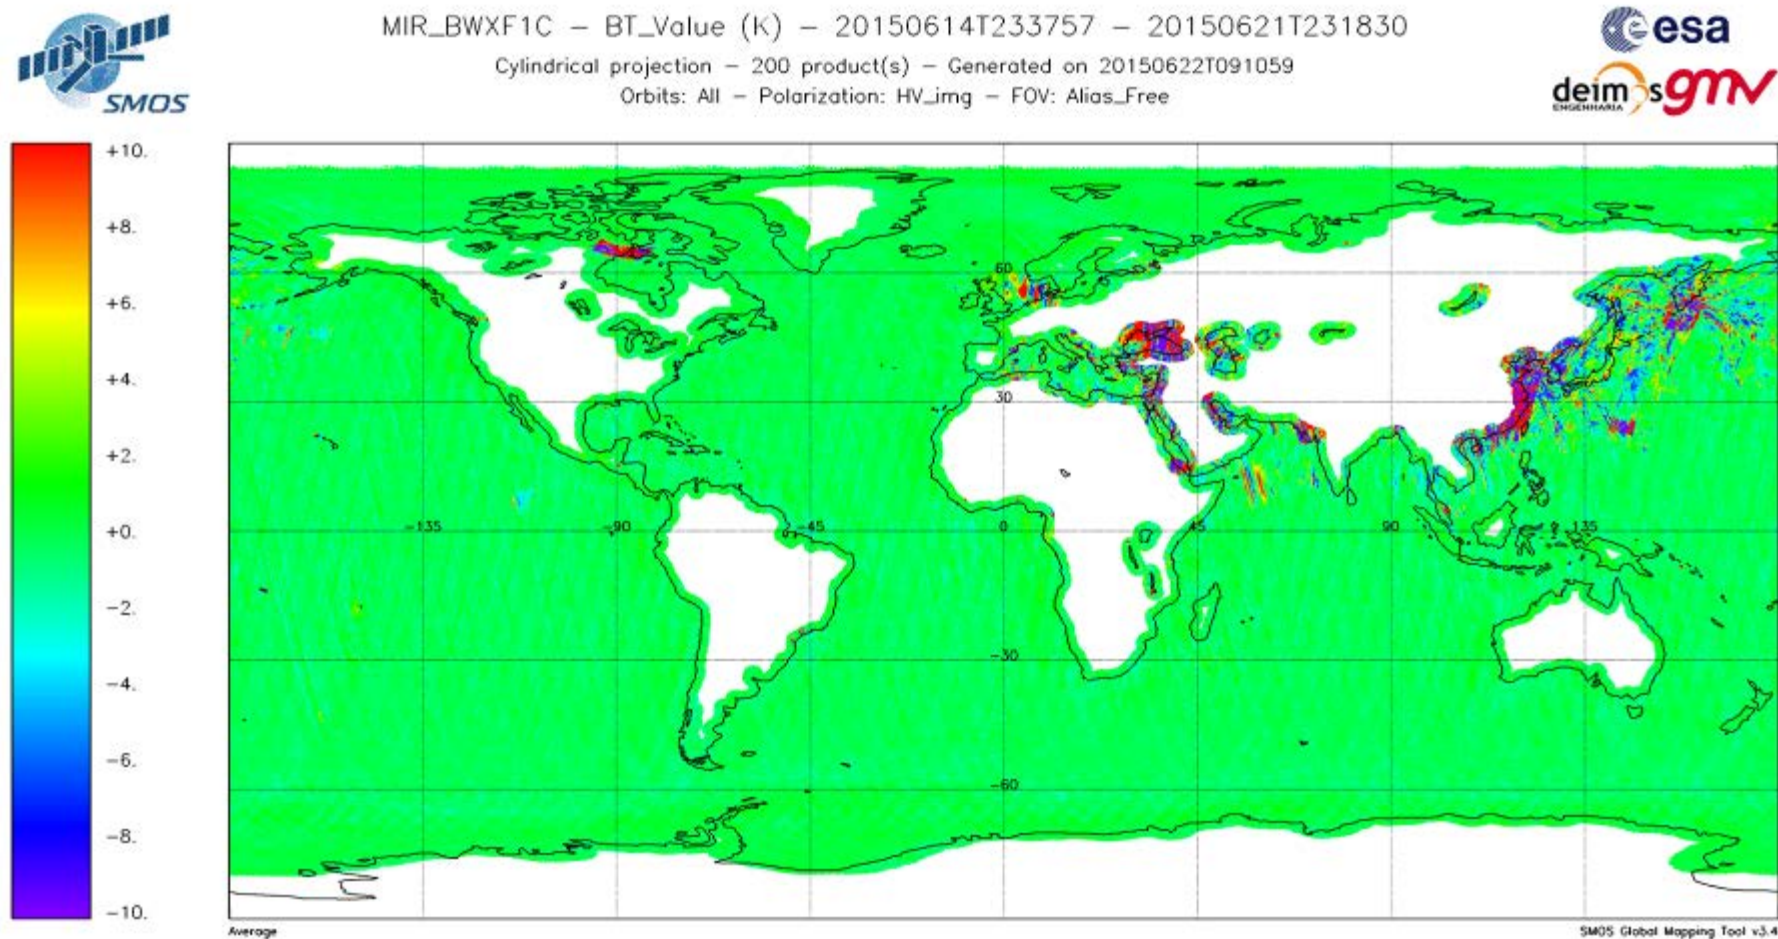 MIR_BWXF1C – BT_Value (K) – 20150614T233757 – 20150621T231830
Cylindrical projection – 200 product(s) – Generated on 20150622T091059
Orbits: All – Polarization: HV_img – FOV: Alias_Free
SMOS
esa
deimos
ENGENHARIA
gmv
+10.
+8.
+6.
+4.
+2.
+0.
−2.
−4.
−6.
−8.
−10.
60
30
−135
−90
−45
0
45
90
135
−30
−60
Average
SMOS Global Mapping Tool v3.4